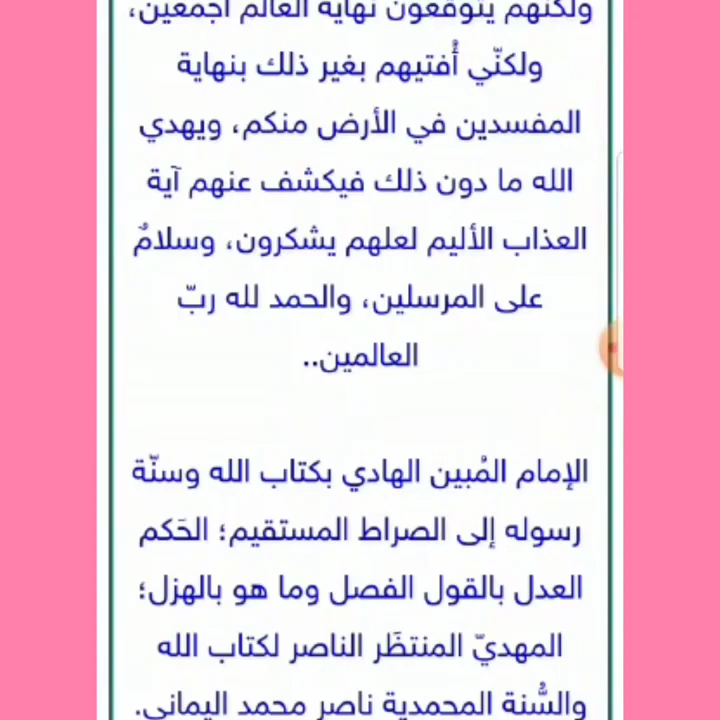 ولكنهم يتوقعون نهاية العالم أجمعين،
ولكنّي أُفتيهم بغير ذلك بنهاية
المفسدين في الأرض منكم، ويهدي
الله ما دون ذلك فيكشف عنهم آية
العذاب الأليم لعلهم يشكرون، وسلامٌ
على المرسلين، والحمد لله ربّ
العالمين..
الإمام المُبين الهادي بكتاب الله وسنّة
رسوله إلى الصراط المستقيم؛ الحَكم
العدل بالقول الفصل وما هو بالهزل؛
المهديّ المنتظَر الناصر لكتاب الله
والسُّنة المحمدية ناصر محمد اليماني.